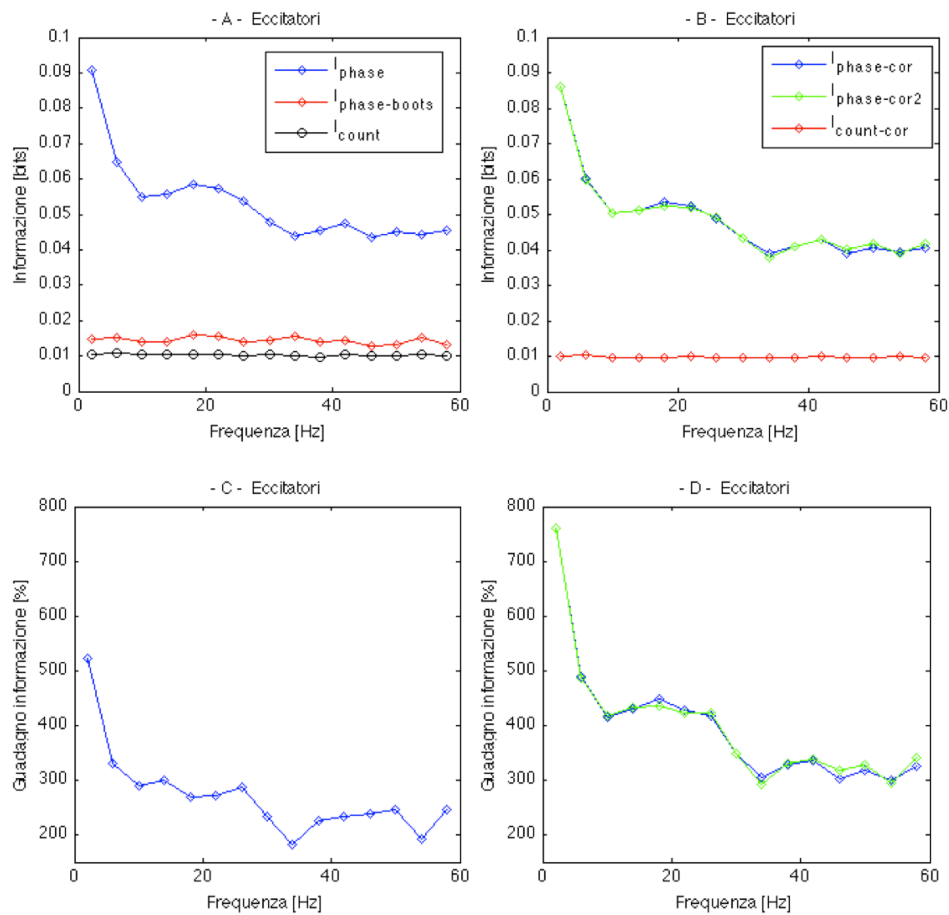 - A - Eccitatori
0.1
0.09
0.08
0.07
0.06
0.05
0.04
0.03
0.02
0.01
0
Informazione [bits]
I phase
I phase-boots
I count
0 20 40 60
Frequenza [Hz]
- B - Eccitatori
0.1
0.09
0.08
0.07
0.06
0.05
0.04
0.03
0.02
0.01
0
Informazione [bits]
I phase-cor
I phase-cor2
I count-cor
0 20 40 60
Frequenza [Hz]
- C - Eccitatori
800
700
600
500
400
300
200
Guadagno informazione [%]
0 20 40 60
Frequenza [Hz]
- D - Eccitatori
800
700
600
500
400
300
200
Guadagno informazione [%]
0 20 40 60
Frequenza [Hz]